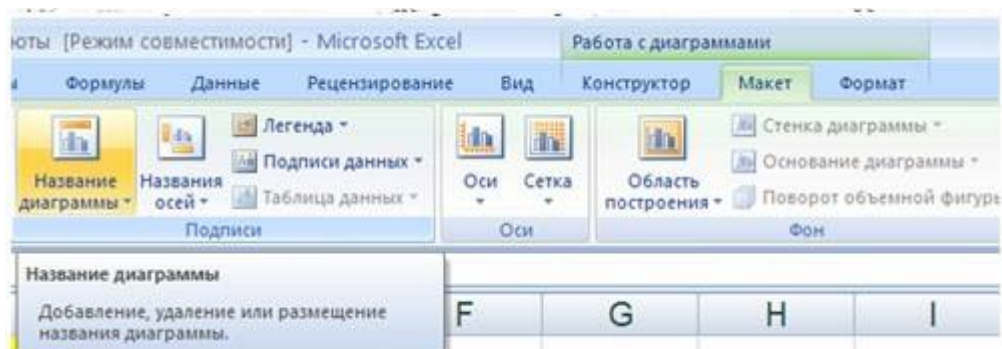 [Режим совместимости] - Microsoft Excel
Работа с диаграммами
Формулы Данные Рецензирование Вид Конструктор Макет Формат
Название диаграммы
Названия осей
Легенда
Подписи данных
Таблица данных
Подписи
Оси
Сетка
Оси
Область построения
Стенка диаграммы
Основание диаграммы
Поворот объемной фигуры
Фон
Название диаграммы
Добавление, удаление или размещение
названия диаграммы.
F G H I